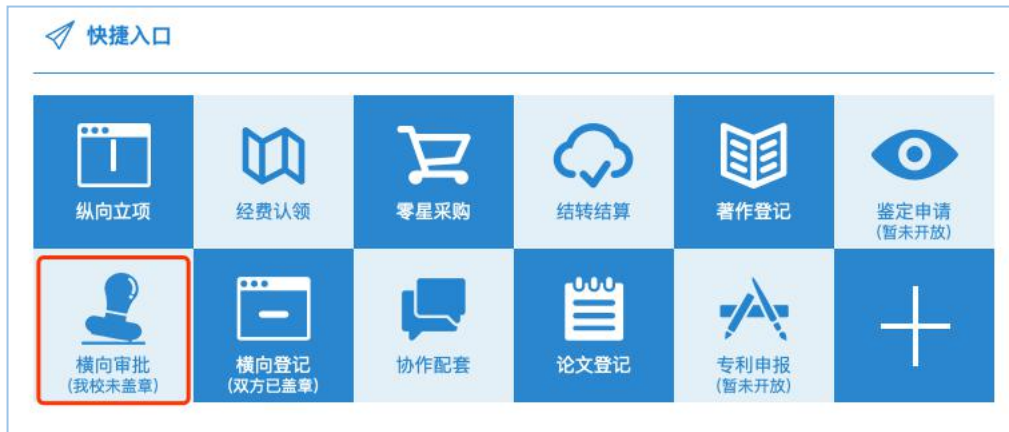 快捷入口
纵向立项
经费认领
零星采购
结转结算
著作登记
鉴定申请
(暂未开放)
横向审批
(我校未盖章)
横向登记
(双方已盖章)
协作配套
论文登记
专利申报
(暂未开放)